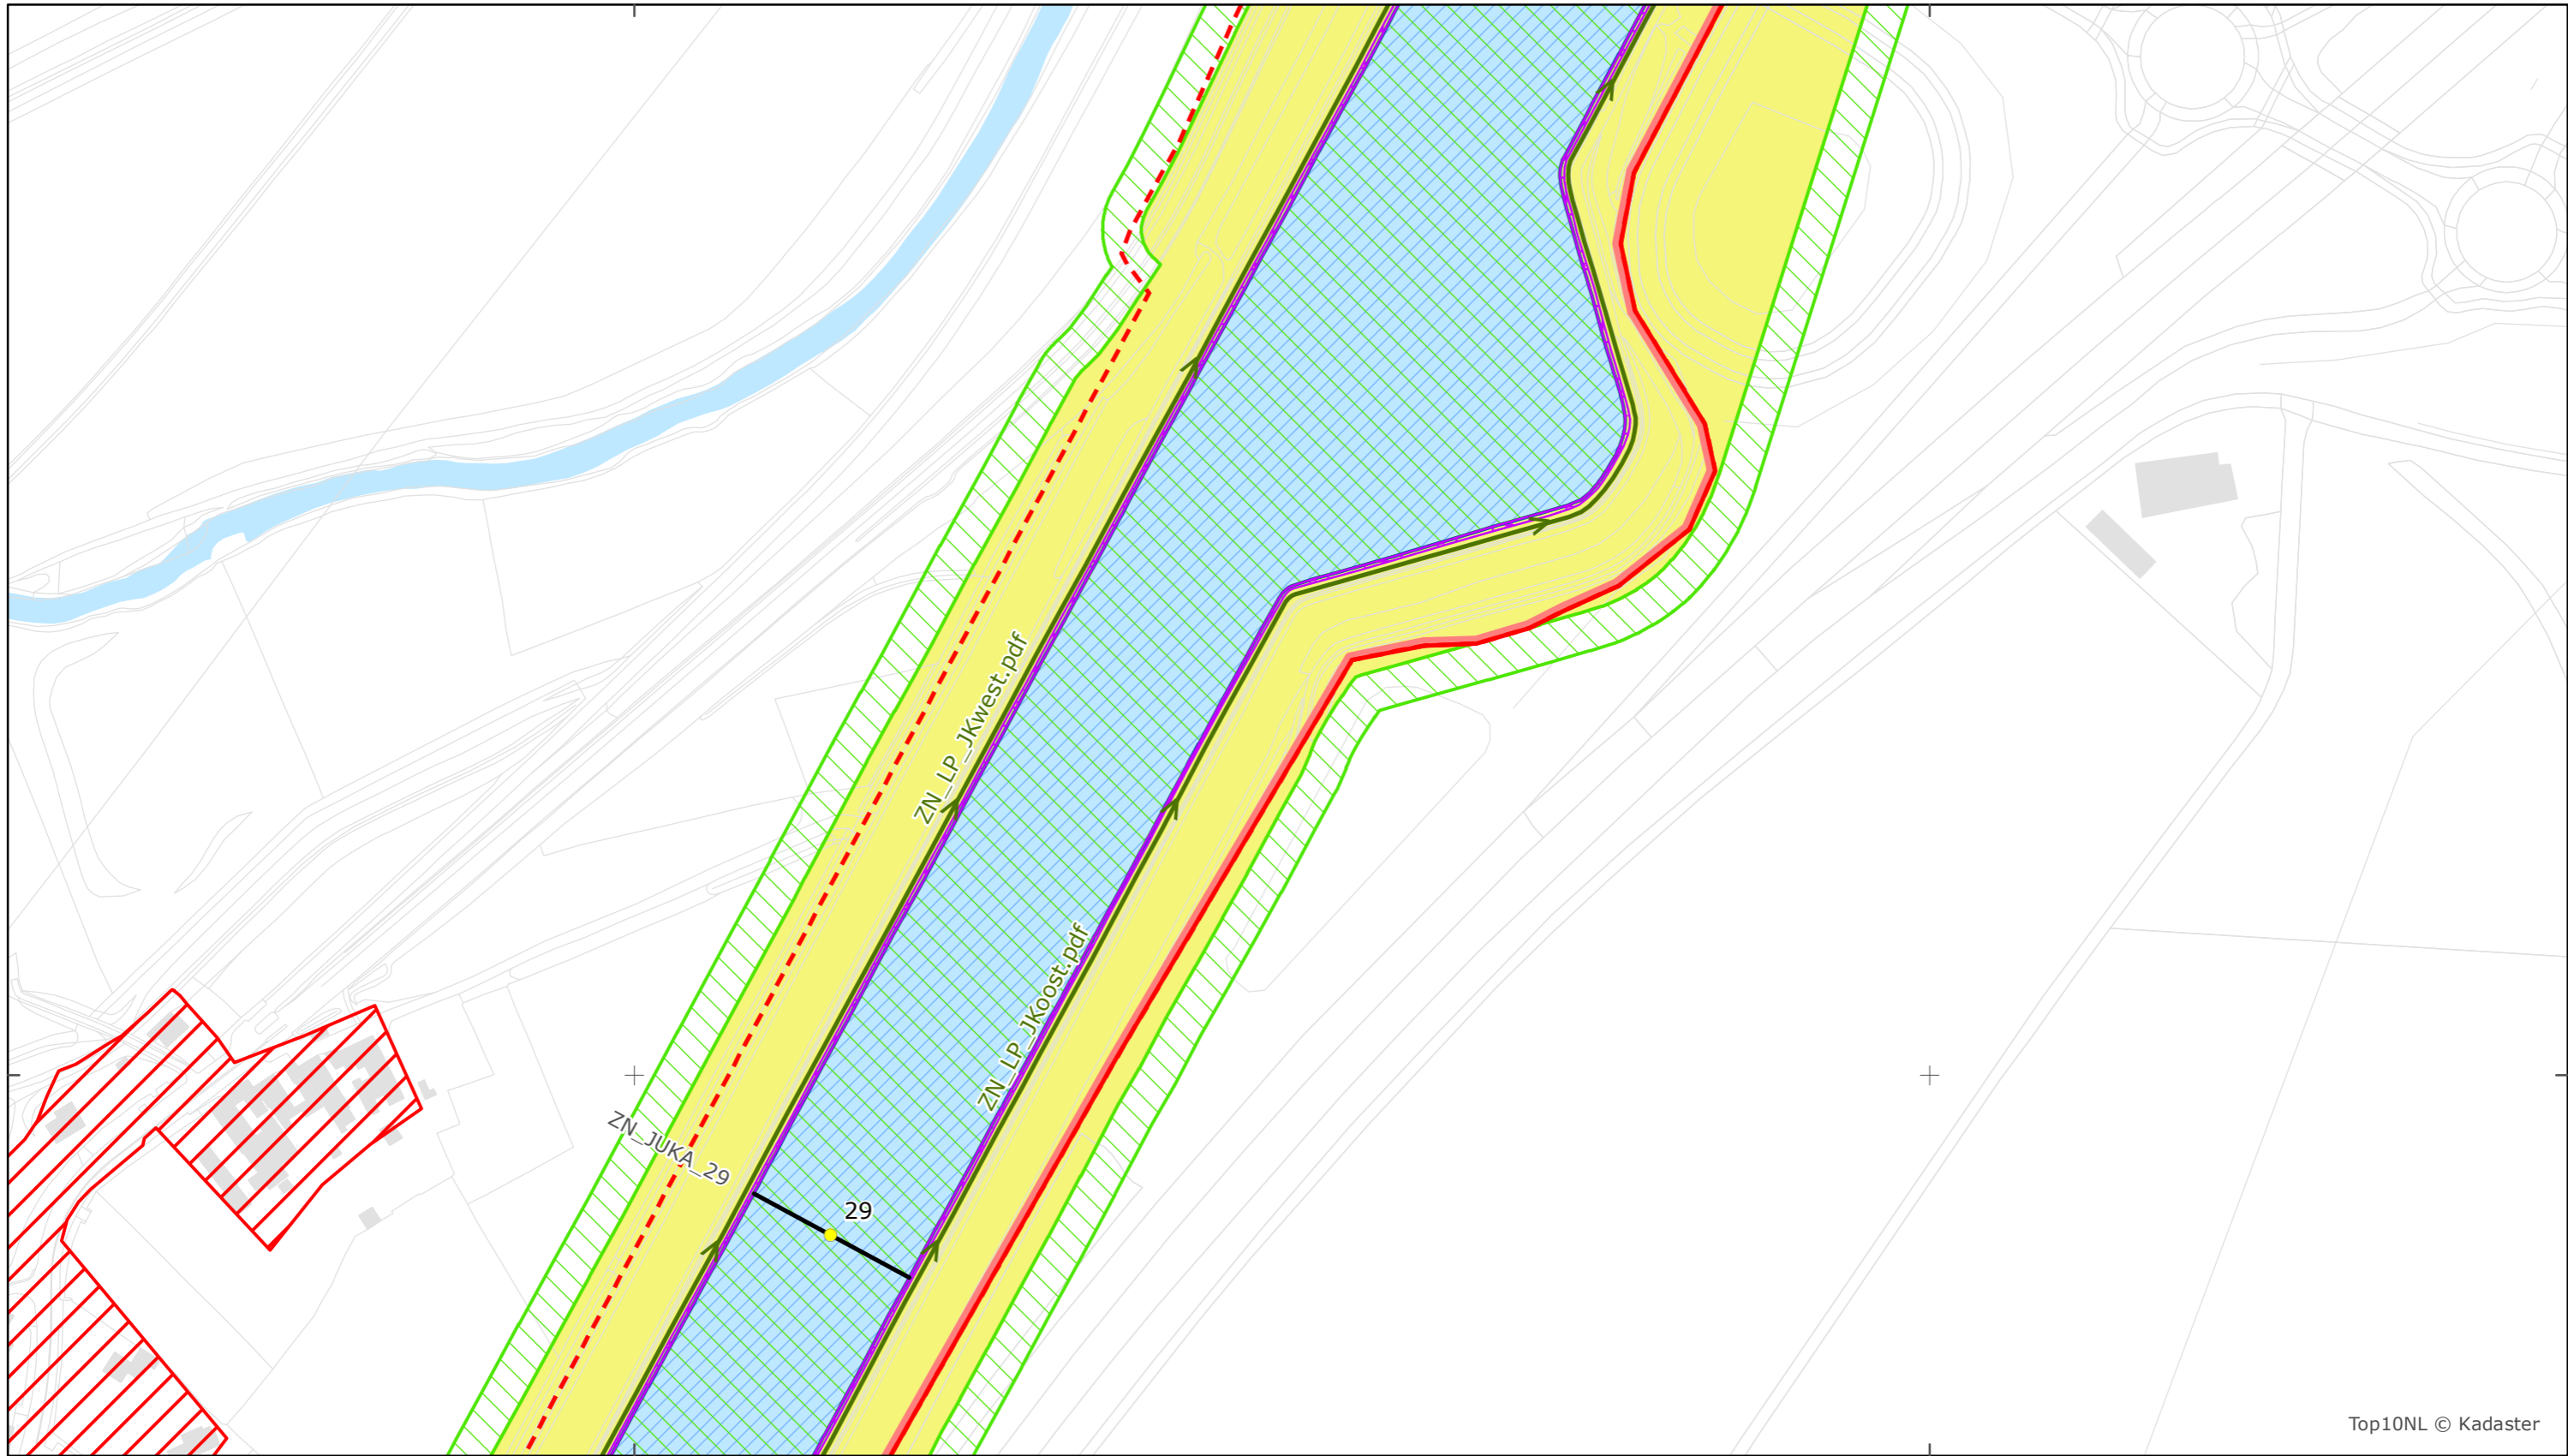 ZN_LP_JKwest.pdf
ZN_LP_JKoost.pdf
ZN_JUKA_29
29
Top10NL © Kadaster